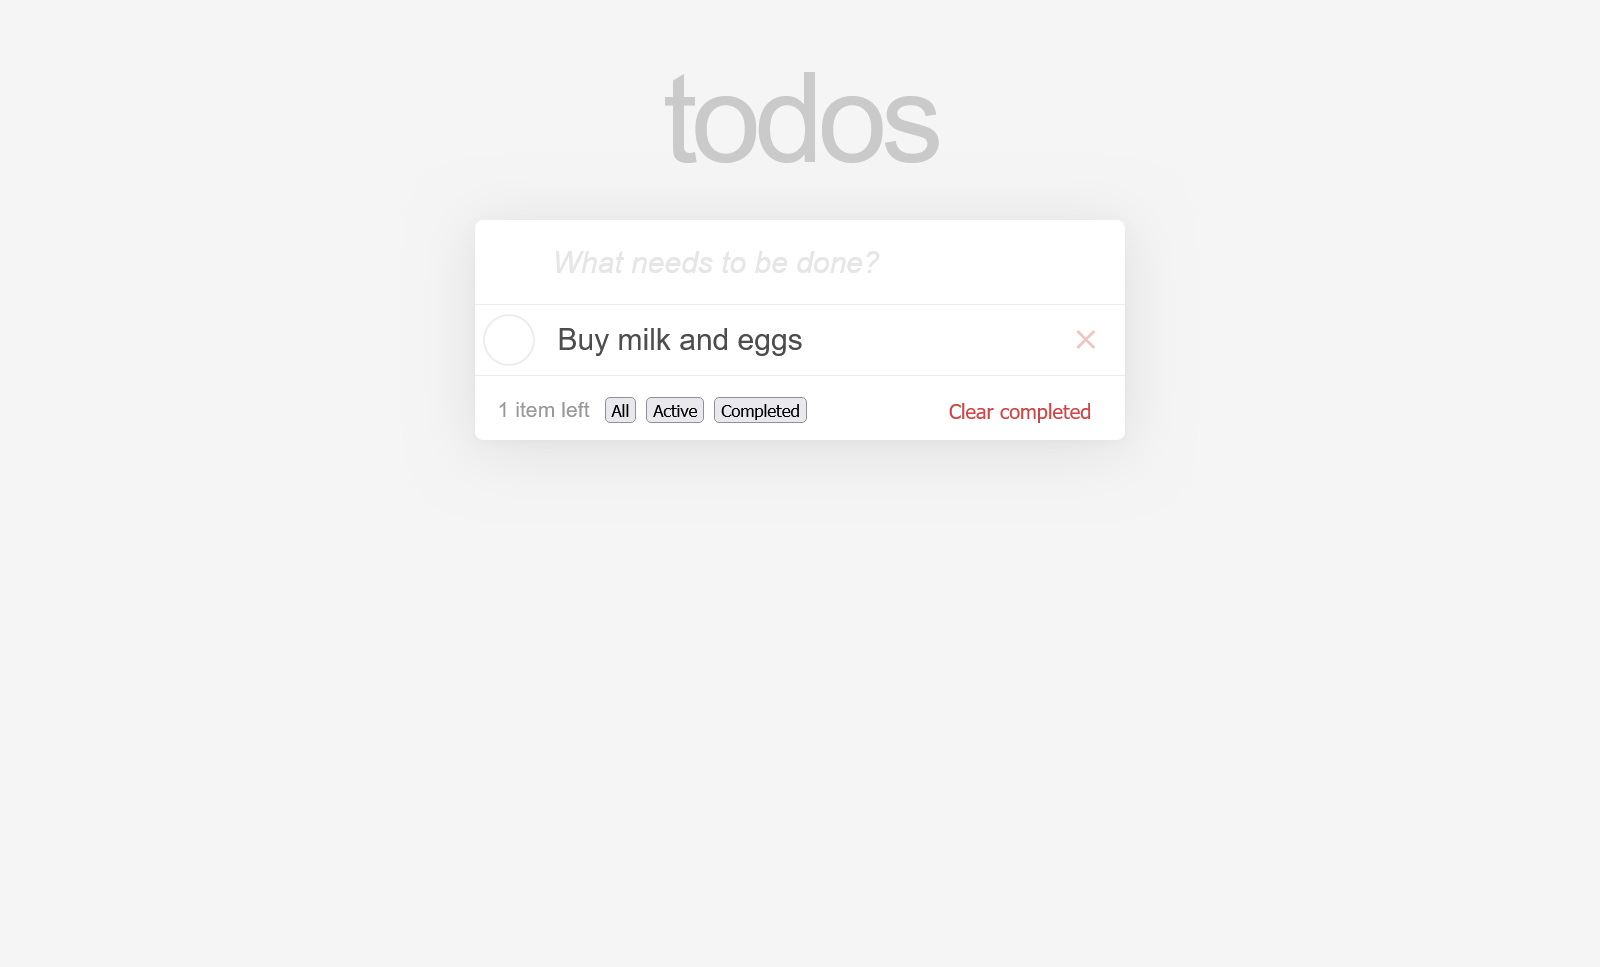 todos
What needs to be done?
Buy milk and eggs
1 item left All Active Completed Clear completed